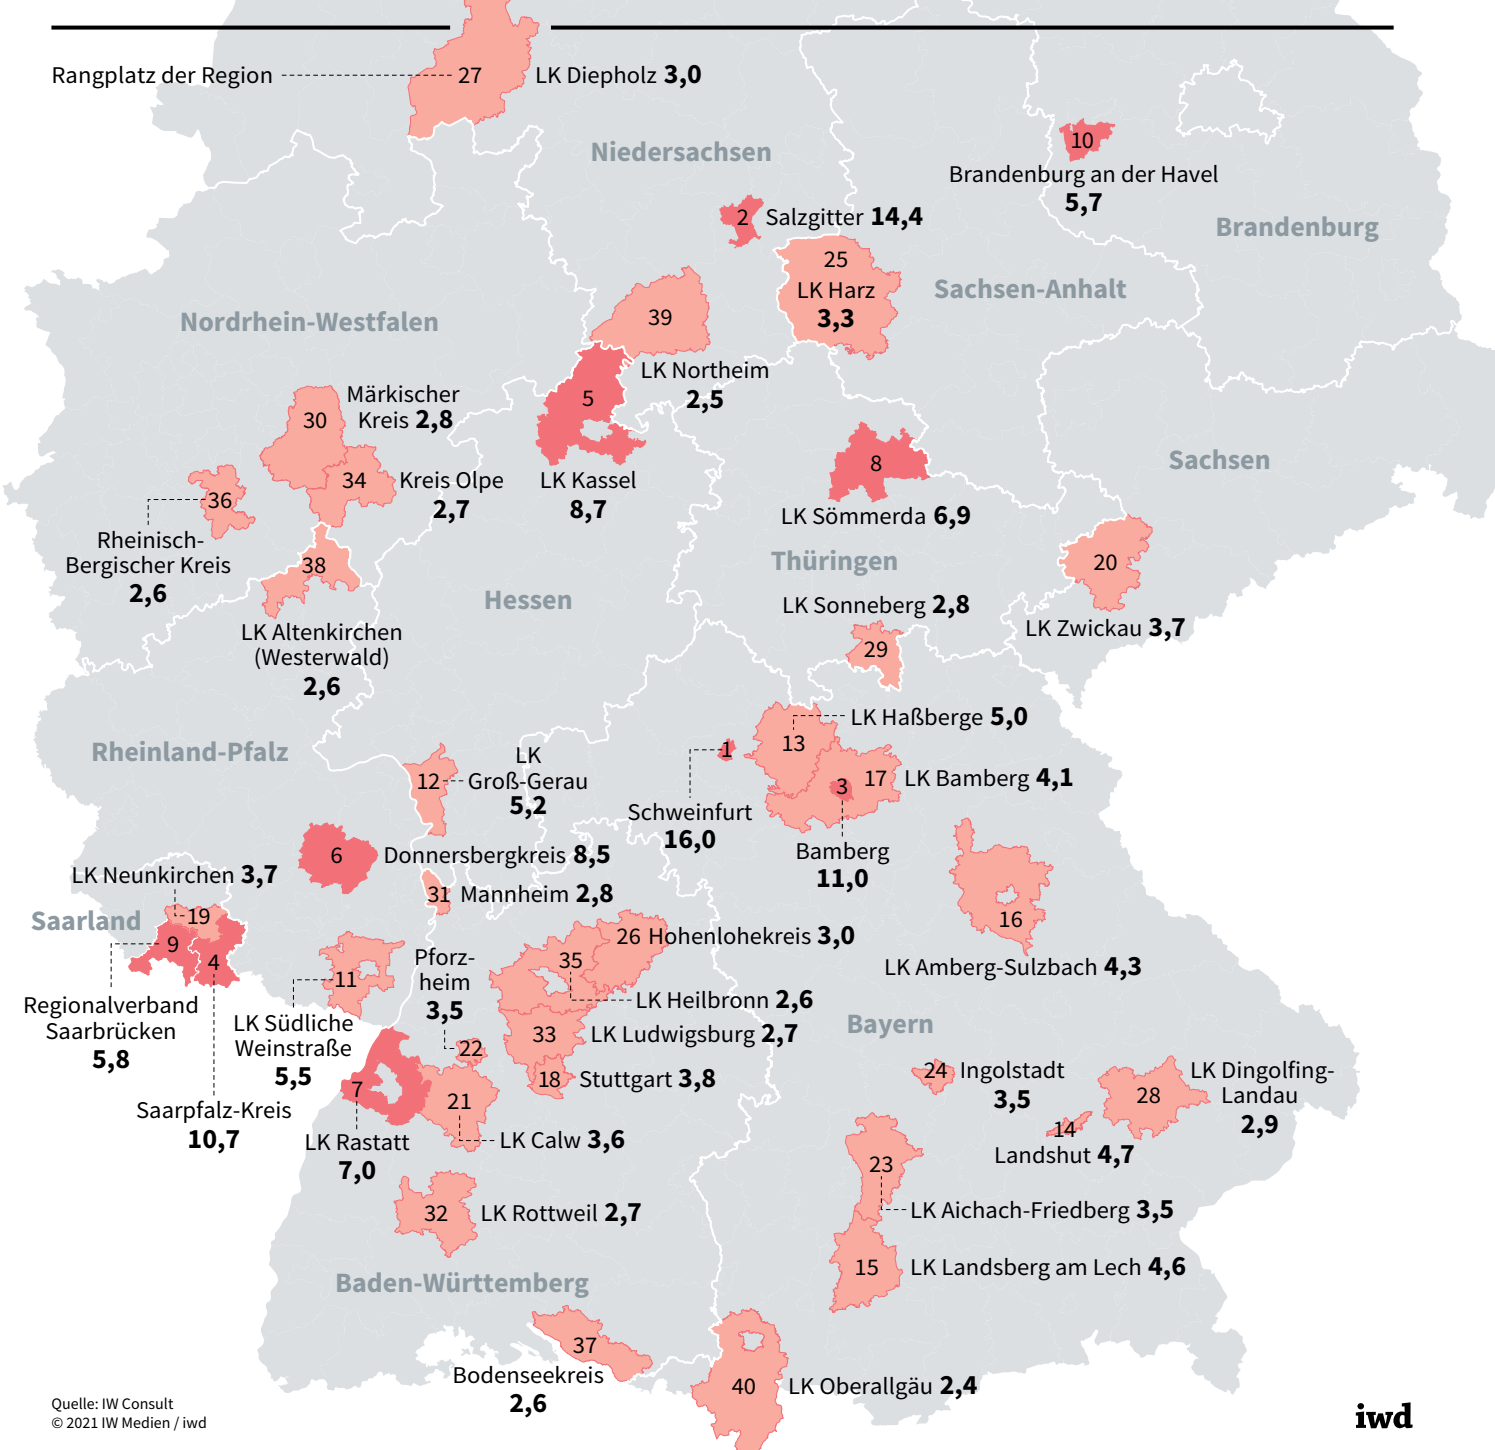 Rangplatz der Region
27
LK Diepholz 3,0
Niedersachsen
10
Brandenburg an der Havel
5,7
Brandenburg
2
Salzgitter 14,4
25
LK Harz
3,3
Sachsen-Anhalt
Nordrhein-Westfalen
39
LK Northeim
2,5
5
LK Kassel
8,7
30
Märkischer
Kreis 2,8
34
Kreis Olpe
2,7
36
Rheinisch-
Bergischer Kreis
2,6
38
LK Altenkirchen
(Westerwald)
2,6
8
LK Sömmerda 6,9
Sachsen
Thüringen
20
LK Zwickau 3,7
Hessen
LK Sonneberg 2,8
29
Rheinland-Pfalz
12
LK
Groß-Gerau
5,2
1
Schweinfurt
16,0
13
LK Haßberge 5,0
17
LK Bamberg 4,1
3
Bamberg
11,0
6
Donnersbergkreis 8,5
31
Mannheim 2,8
LK Neunkirchen 3,7
19
Saarland
9
4
Regionalverband
Saarbrücken
5,8
Saarpfalz-Kreis
10,7
11
LK Südliche
Weinstraße
5,5
Pforz-
heim
3,5
22
26
Hohenlohekreis 3,0
35
LK Heilbronn 2,6
33
LK Ludwigsburg 2,7
18
Stuttgart 3,8
16
LK Amberg-Sulzbach 4,3
Bayern
7
LK Rastatt
7,0
21
LK Calw 3,6
24
Ingolstadt
3,5
28
LK Dingolfing-
Landau
2,9
14
Landshut 4,7
23
LK Aichach-Friedberg 3,5
32
LK Rottweil 2,7
15
LK Landsberg am Lech 4,6
Baden-Württemberg
37
Bodenseekreis
2,6
40
LK Oberallgäu 2,4
Quelle: IW Consult
© 2021 IW Medien / iwd
iwd